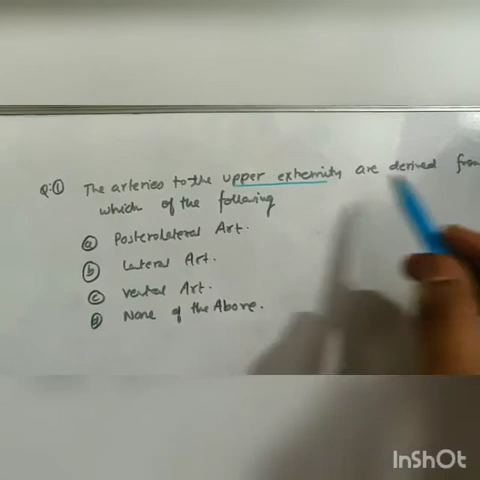 Q:① The arteries to the upper extremity are derived from
which of the following
ⓐ Posterolateral Art.
ⓑ Lateral Art.
ⓒ ventral Art.
ⓓ None of the Above.
InShOt